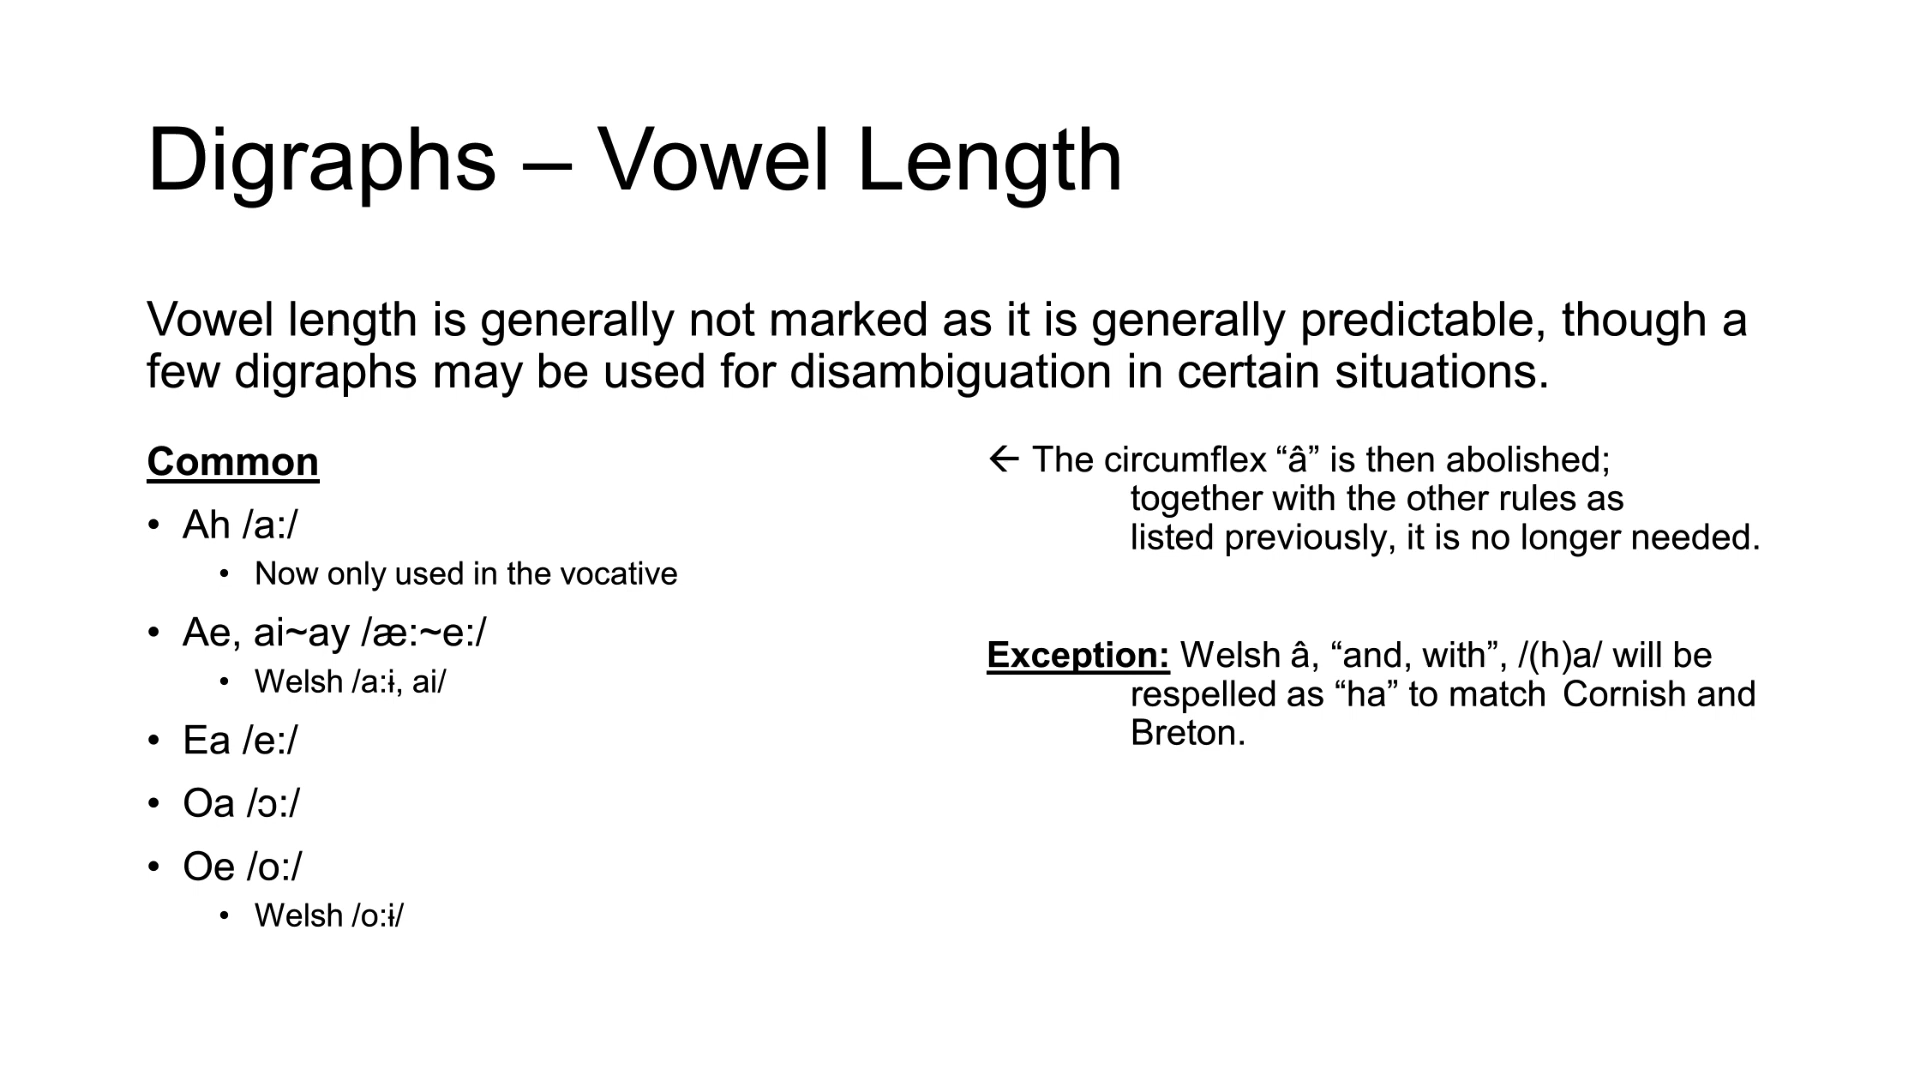 Digraphs – Vowel Length
Vowel length is generally not marked as it is generally predictable, though a
few digraphs may be used for disambiguation in certain situations.
Common
• Ah /a:/
• Now only used in the vocative
• Ae, ai~ay /æ:~e:/
• Welsh /a:ɨ, ai/
• Ea /e:/
• Oa /ɔ:/
• Oe /o:/
• Welsh /o:ɨ/
← The circumflex “â” is then abolished;
together with the other rules as
listed previously, it is no longer needed.
Exception: Welsh â, “and, with”, /(h)a/ will be
respelled as “ha” to match Cornish and
Breton.